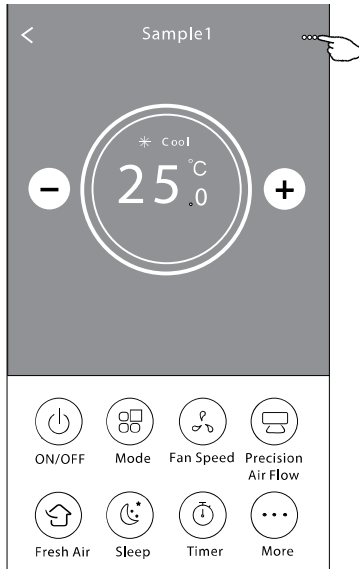 Sample1
Cool
25.0 °C
ON/OFF Mode Fan Speed Precision Air Flow
Fresh Air Sleep Timer More